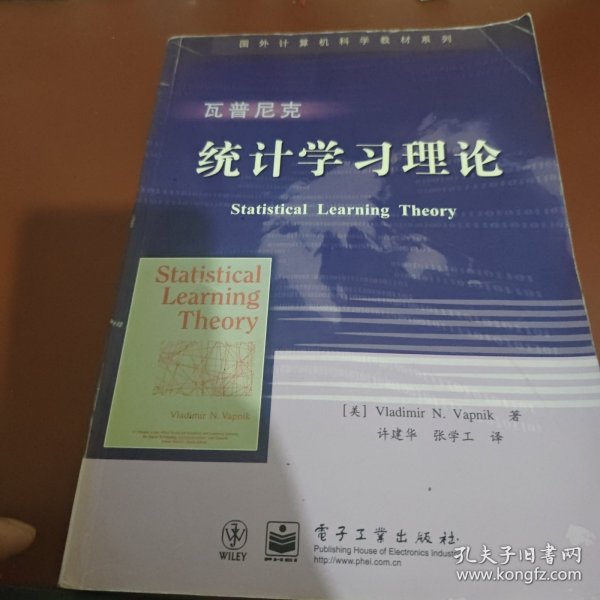 国外计算机科学教材系列
瓦普尼克
统计学习理论
Statistical Learning Theory
Statistical
Learning
Theory
Vladimir N. Vapnik
[美] Vladimir N. Vapnik 著
许建华 张学工 译
WILEY
PHEI
電子工業出版社
Publishing House of Electronics Industry
http://www.phei.com.cn
孔夫子旧书网
www.kongfz.com